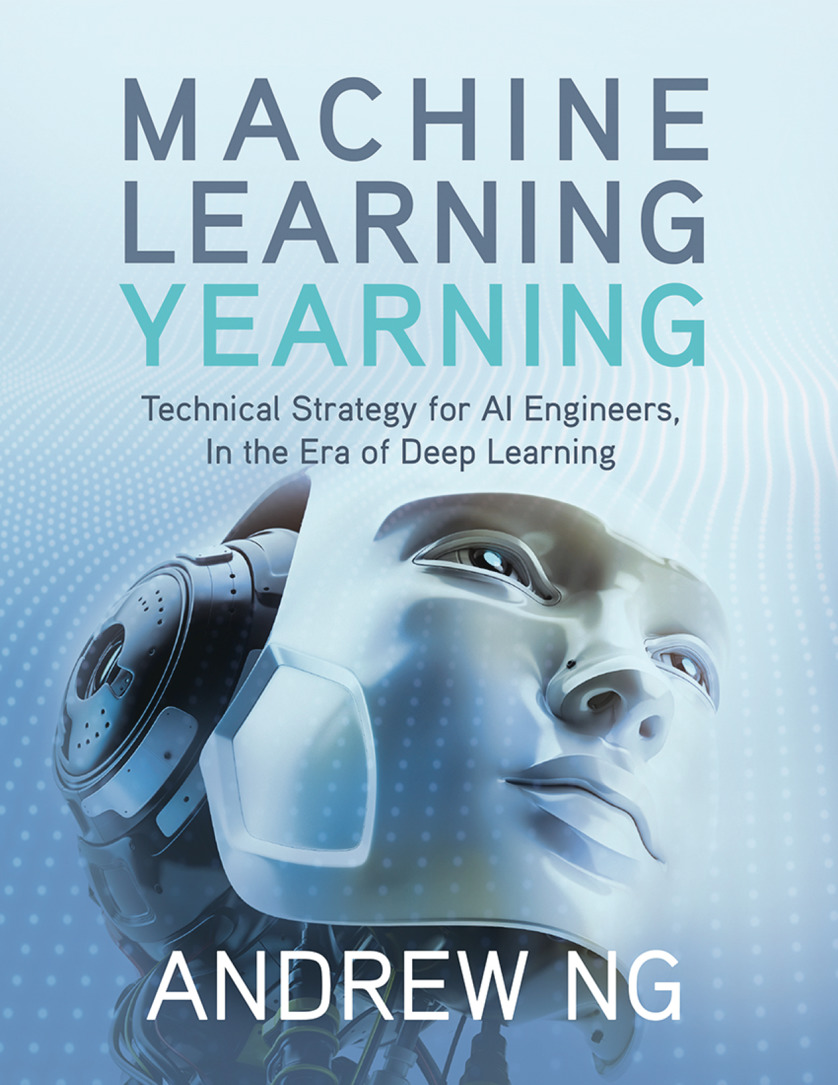 MACHINE
LEARNING
YEARNING
Technical Strategy for AI Engineers,
In the Era of Deep Learning
ANDREW NG